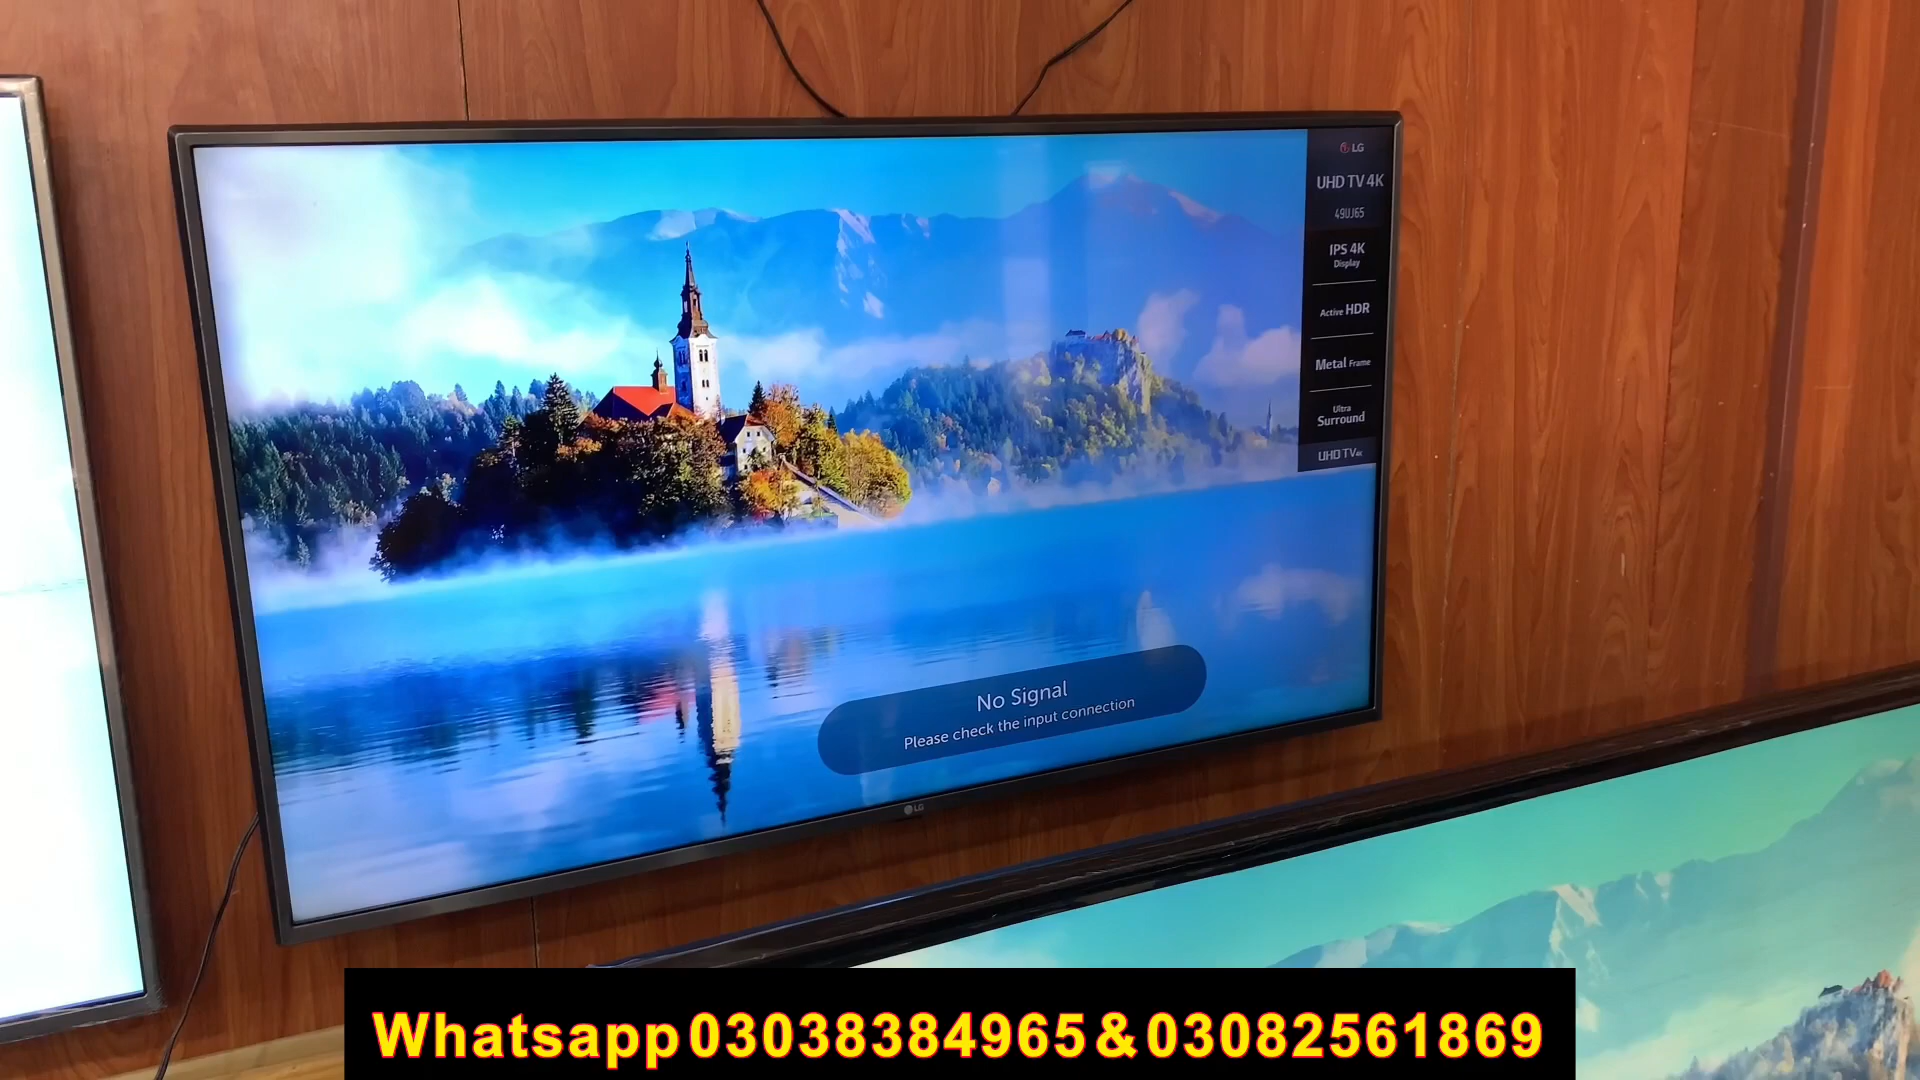 LG
UHD TV 4K
49UJ65
IPS 4K
Display
Active HDR
Metal Frame
Ultra
Surround
UHD TV 4K
No Signal
Please check the input connection
LG
Whatsapp 03038384965 & 03082561869